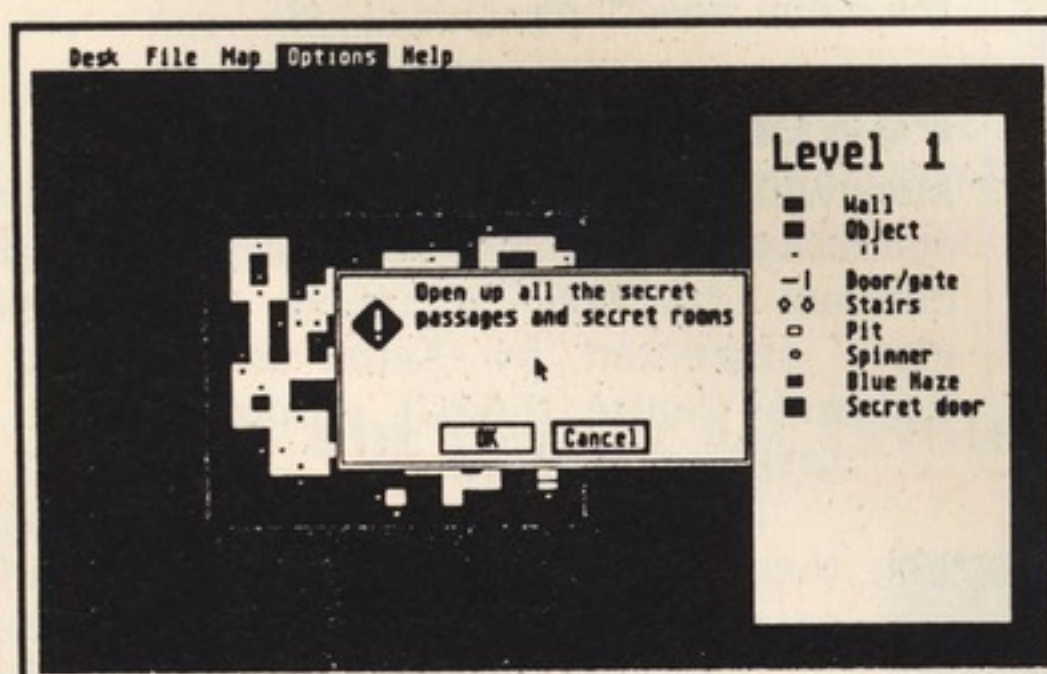 Desk File Map Options Help
Open up all the secret
passages and secret rooms
OK Cancel
Level 1
Wall
Object
"
Door/gate
Stairs
Pit
Spinner
Blue Maze
Secret door